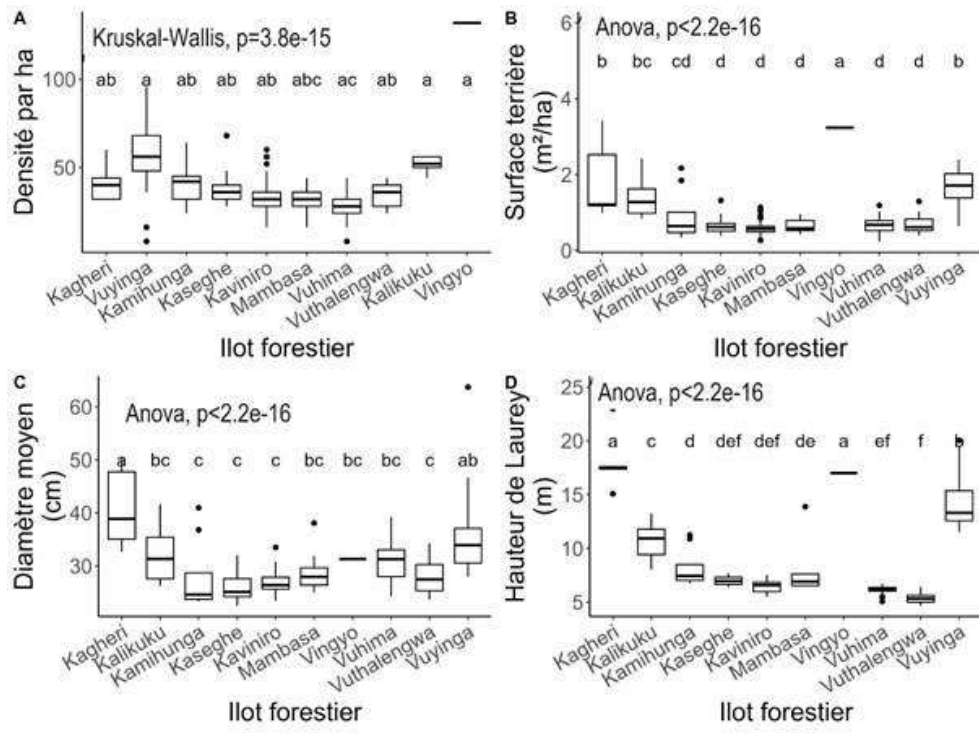 A
Kruskal-Wallis, p=3.8e-15
Densité par ha
100
50
ab a ab ab ab abc ac ab a a
Kagheri
Vuyinga
Kamihunga
Kaseghe
Kaviniro
Mambasa
Vuhima
Vuthalengwa
Kalikuku
Vingyo
Ilot forestier
B
Anova, p<2.2e-16
Surface terrière
(m²/ha)
6
4
2
0
b bc cd d d d a d d b
Kagheri
Kalikuku
Kamihunga
Kaseghe
Kaviniro
Mambasa
Vingyo
Vuhima
Vuthalengwa
Vuyinga
Ilot forestier
C
Anova, p<2.2e-16
Diamètre moyen
(cm)
60
50
40
30
a bc c c c bc bc bc c ab
Kagheri
Kalikuku
Kamihunga
Kaseghe
Kaviniro
Mambasa
Vingyo
Vuhima
Vuthalengwa
Vuyinga
Ilot forestier
D
Anova, p<2.2e-16
Hauteur de Laurey
(m)
25
20
15
10
5
a c d def def de a ef f
Kagheri
Kalikuku
Kamihunga
Kaseghe
Kaviniro
Mambasa
Vingyo
Vuhima
Vuthalengwa
Vuyinga
Ilot forestier